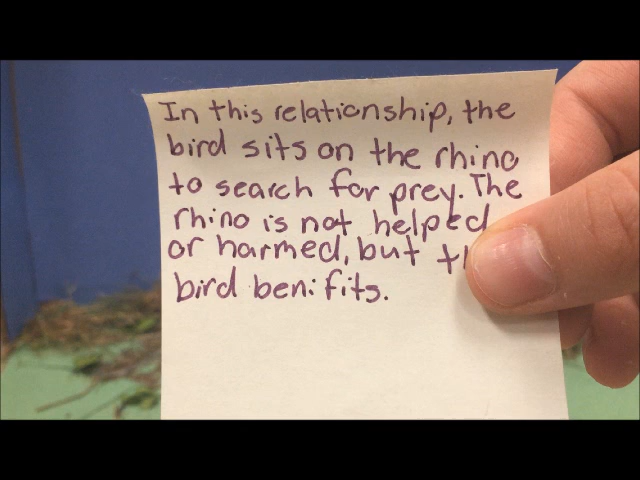 In this relationship, the
bird sits on the rhino
to search for prey. The
rhino is not helped
or harmed, but
bird benifits.